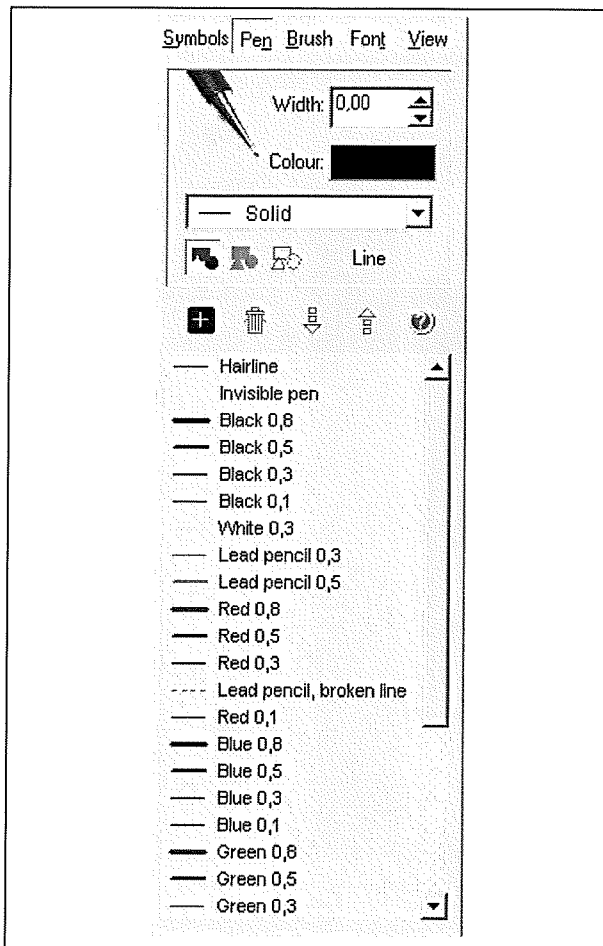 Symbols Pen Brush Font View
Width: 0,00
Colour:
Solid
Line
Hairline
Invisible pen
Black 0,8
Black 0,5
Black 0,3
Black 0,1
White 0,3
Lead pencil 0,3
Lead pencil 0,5
Red 0,8
Red 0,5
Red 0,3
Lead pencil, broken line
Red 0,1
Blue 0,8
Blue 0,5
Blue 0,3
Blue 0,1
Green 0,8
Green 0,5
Green 0,3